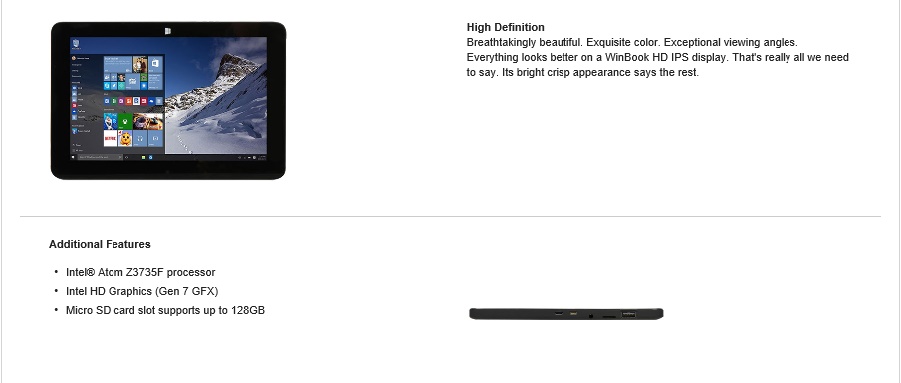 High Definition
Breathtakingly beautiful. Exquisite color. Exceptional viewing angles.
Everything looks better on a WinBook HD IPS display. That's really all we need
to say. Its bright crisp appearance says the rest.
Additional Features
• Intel® Atom Z3735F processor
• Intel HD Graphics (Gen 7 GFX)
• Micro SD card slot supports up to 128GB